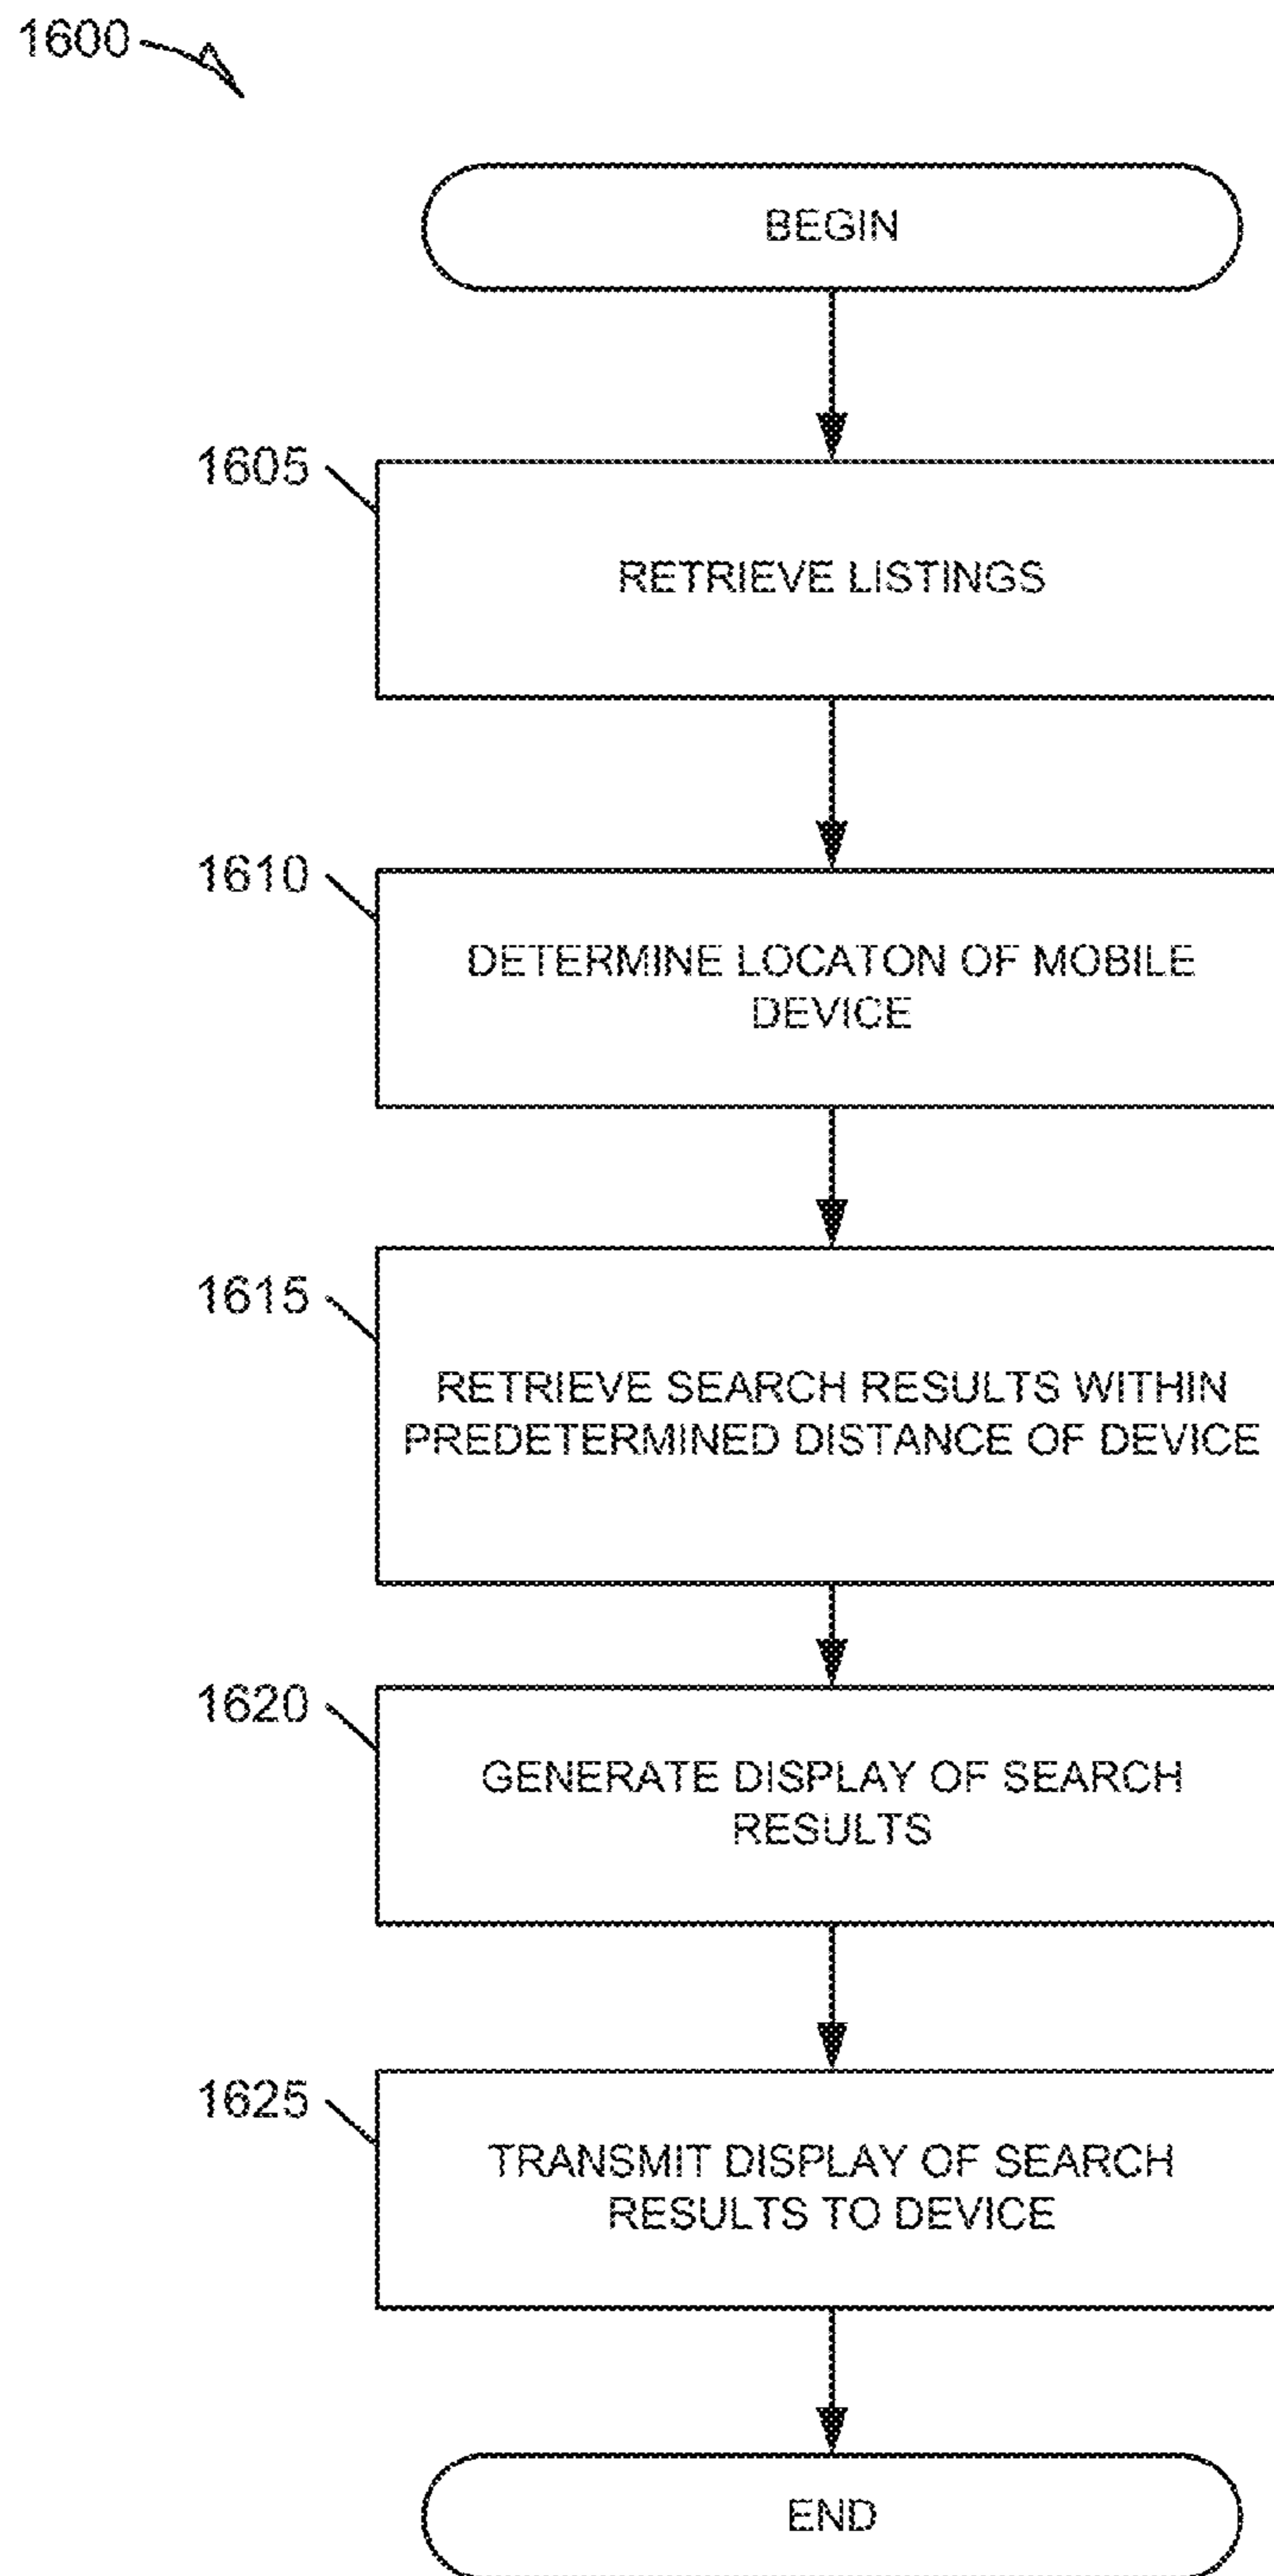 1600
BEGIN
1605
RETRIEVE LISTINGS
1610
DETERMINE LOCATON OF MOBILE
DEVICE
1615
RETRIEVE SEARCH RESULTS WITHIN
PREDETERMINED DISTANCE OF DEVICE
1620
GENERATE DISPLAY OF SEARCH
RESULTS
1625
TRANSMIT DISPLAY OF SEARCH
RESULTS TO DEVICE
END